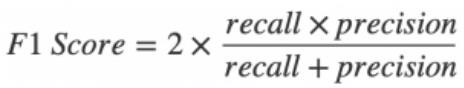 F1 Score = 2 × recall × precision / recall + precision